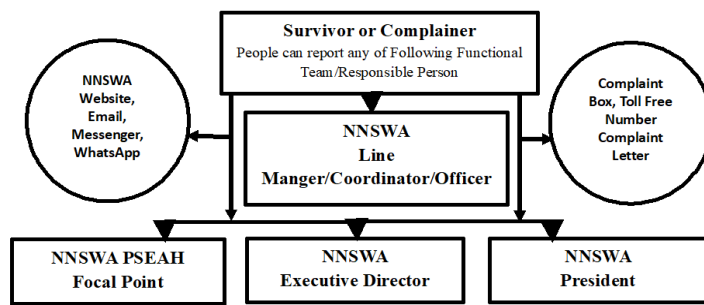 Survivor or Complainer
People can report any of Following Functional
Team/Responsible Person
NNSWA
Website,
Email,
Messenger,
WhatsApp
Complaint
Box, Toll Free
Number
Complaint
Letter
NNSWA
Line
Manger/Coordinator/Officer
NNSWA PSEAH
Focal Point
NNSWA
Executive Director
NNSWA
President